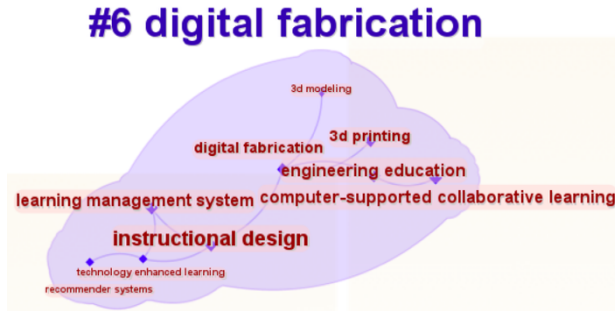 #6 digital fabrication
3d modeling
3d printing
digital fabrication
engineering education
learning management system
computer-supported collaborative learning
instructional design
technology enhanced learning
recommender systems